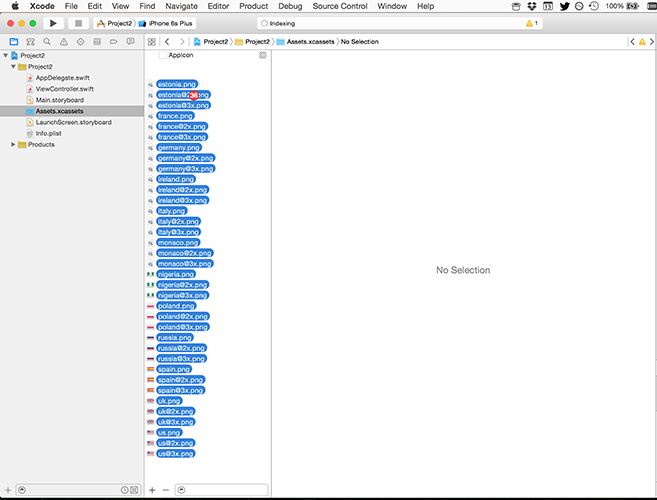 Xcode File Edit View Find Navigate Editor Product Debug Source Control Window Help 100%
Project2 iPhone 6s Plus Indexing 1
Project2 Project2 Assets.xcassets No Selection
Project2
Project2
AppDelegate.swift
ViewController.swift
Main.storyboard
Assets.xcassets
LaunchScreen.storyboard
Info.plist
Products
AppIcon
estonia.png
estonia@2x.png 36
estonia@3x.png
france.png
france@2x.png
france@3x.png
germany.png
germany@2x.png
germany@3x.png
ireland.png
ireland@2x.png
ireland@3x.png
italy.png
italy@2x.png
italy@3x.png
monaco.png
monaco@2x.png
monaco@3x.png
nigeria.png
nigeria@2x.png
nigeria@3x.png
poland.png
poland@2x.png
poland@3x.png
russia.png
russia@2x.png
russia@3x.png
spain.png
spain@2x.png
spain@3x.png
uk.png
uk@2x.png
uk@3x.png
us.png
us@2x.png
us@3x.png
No Selection